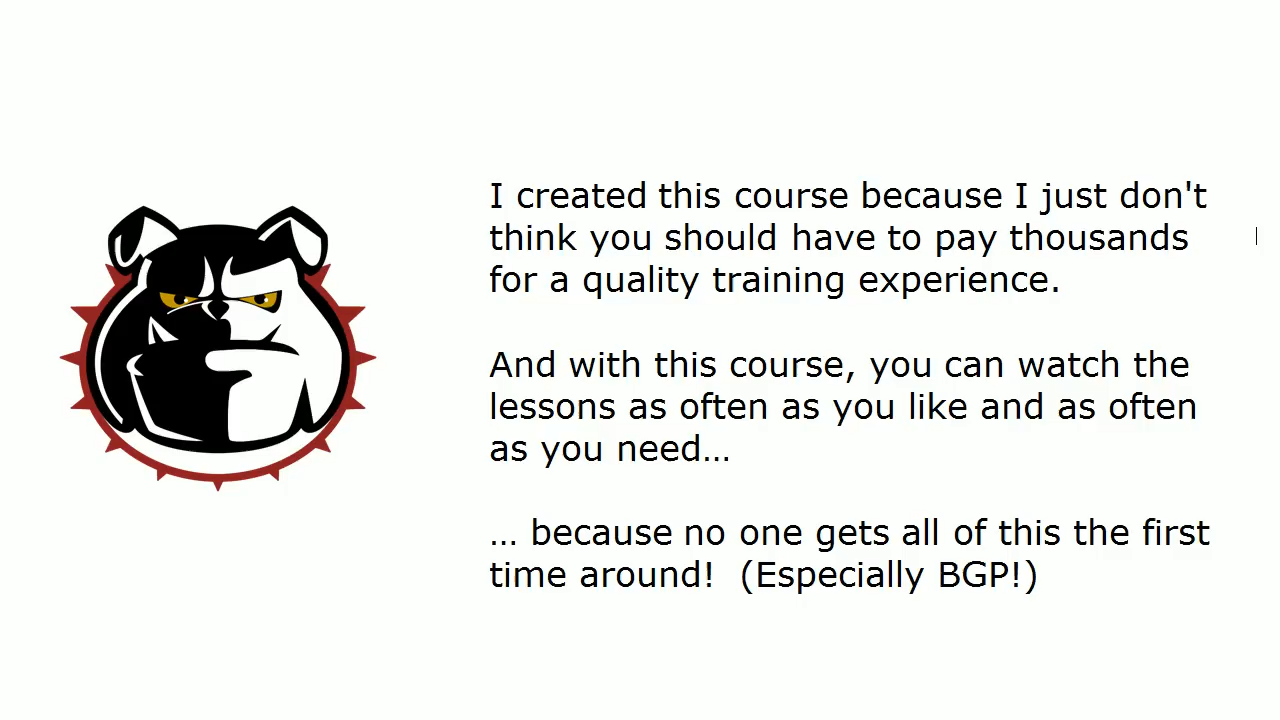 I created this course because I just don't
think you should have to pay thousands
for a quality training experience.
And with this course, you can watch the
lessons as often as you like and as often
as you need…
… because no one gets all of this the first
time around!  (Especially BGP!)